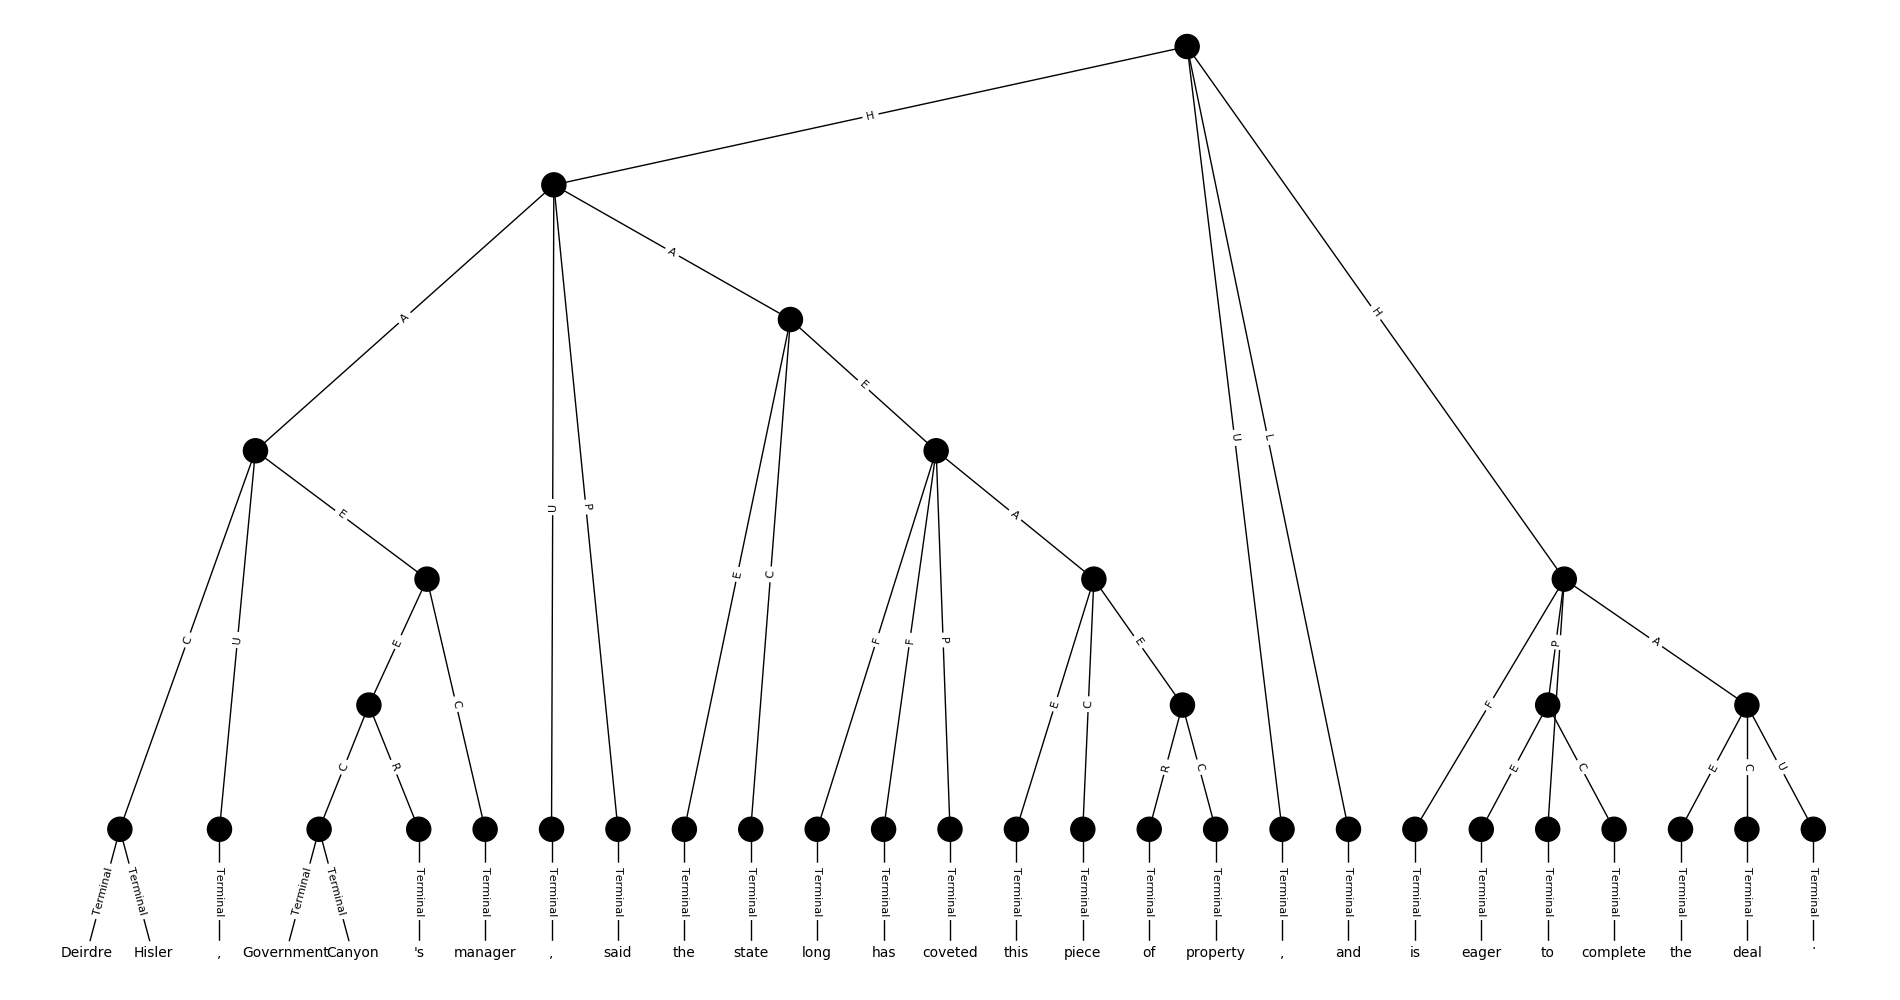 H
A
A
E
E
A
U
P
U
L
H
E
C
C
U
E
C
F
F
P
E
C
E
F
P
A
C
R
R
C
E
C
E
C
U
Terminal Terminal Terminal Terminal Terminal Terminal Terminal Terminal Terminal Terminal Terminal Terminal Terminal Terminal Terminal Terminal Terminal Terminal Terminal Terminal Terminal Terminal Terminal Terminal Terminal Terminal Terminal
Deirdre Hisler , Government Canyon 's manager , said the state long has coveted this piece of property , and is eager to complete the deal .